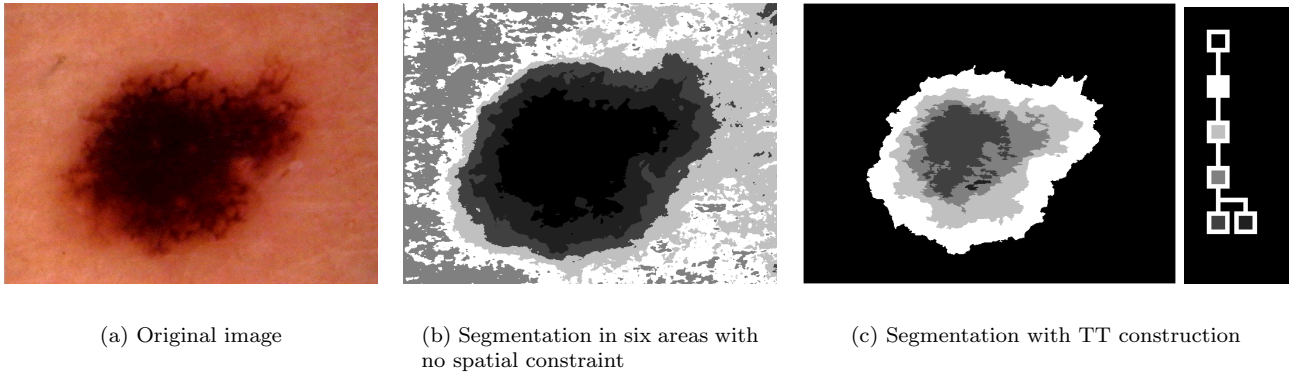 (a) Original image
(b) Segmentation in six areas with
no spatial constraint
(c) Segmentation with TT construction